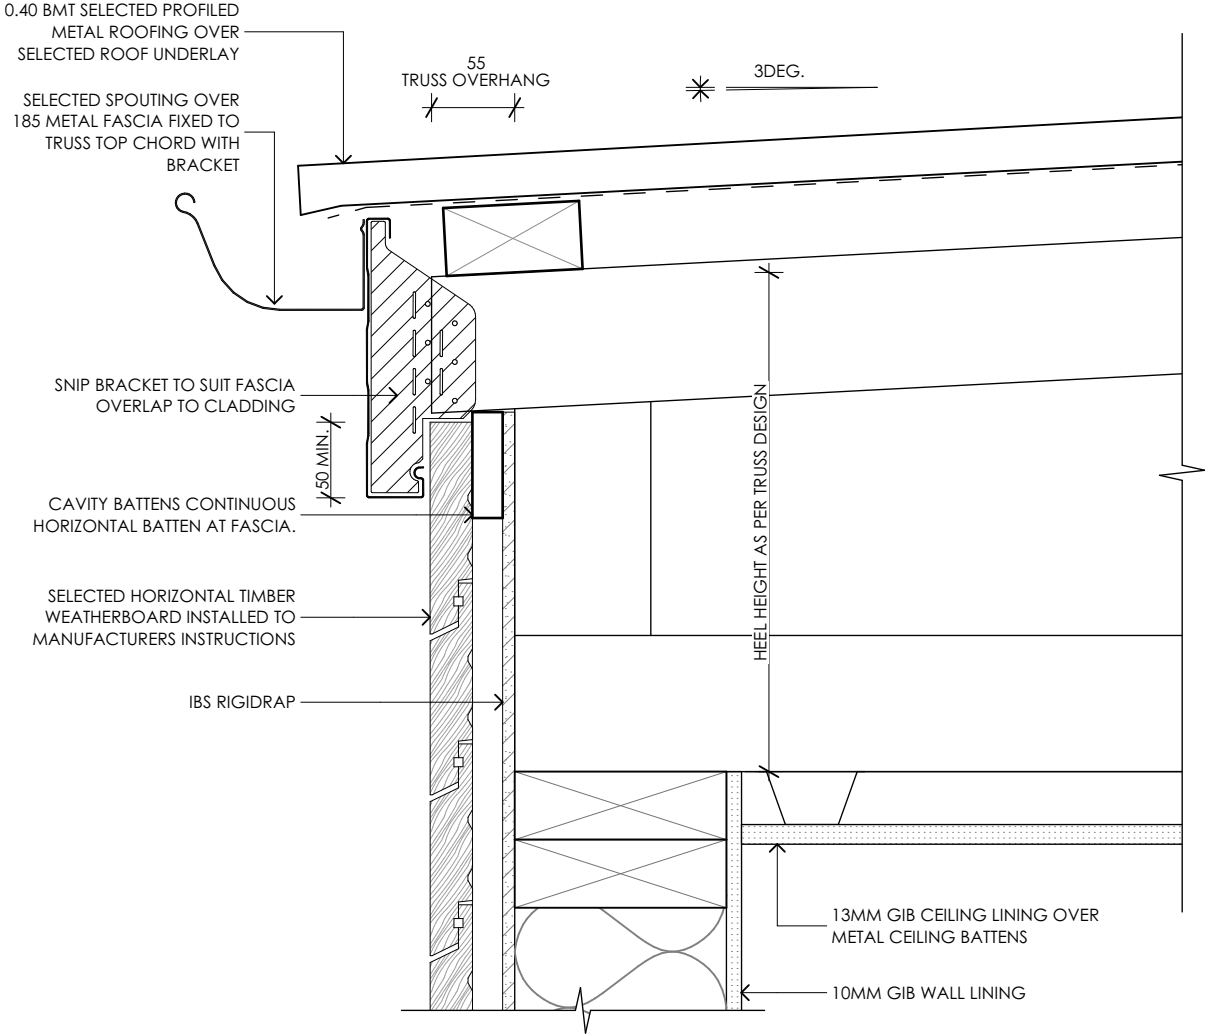 0.40 BMT SELECTED PROFILED
METAL ROOFING OVER
SELECTED ROOF UNDERLAY
55
TRUSS OVERHANG
3DEG.
SELECTED SPOUTING OVER
185 METAL FASCIA FIXED TO
TRUSS TOP CHORD WITH
BRACKET
SNIP BRACKET TO SUIT FASCIA
OVERLAP TO CLADDING
50 MIN.
HEEL HEIGHT AS PER TRUSS DESIGN
CAVITY BATTENS CONTINUOUS
HORIZONTAL BATTEN AT FASCIA.
SELECTED HORIZONTAL TIMBER
WEATHERBOARD INSTALLED TO
MANUFACTURERS INSTRUCTIONS
IBS RIGIDRAP
13MM GIB CEILING LINING OVER
METAL CEILING BATTENS
10MM GIB WALL LINING